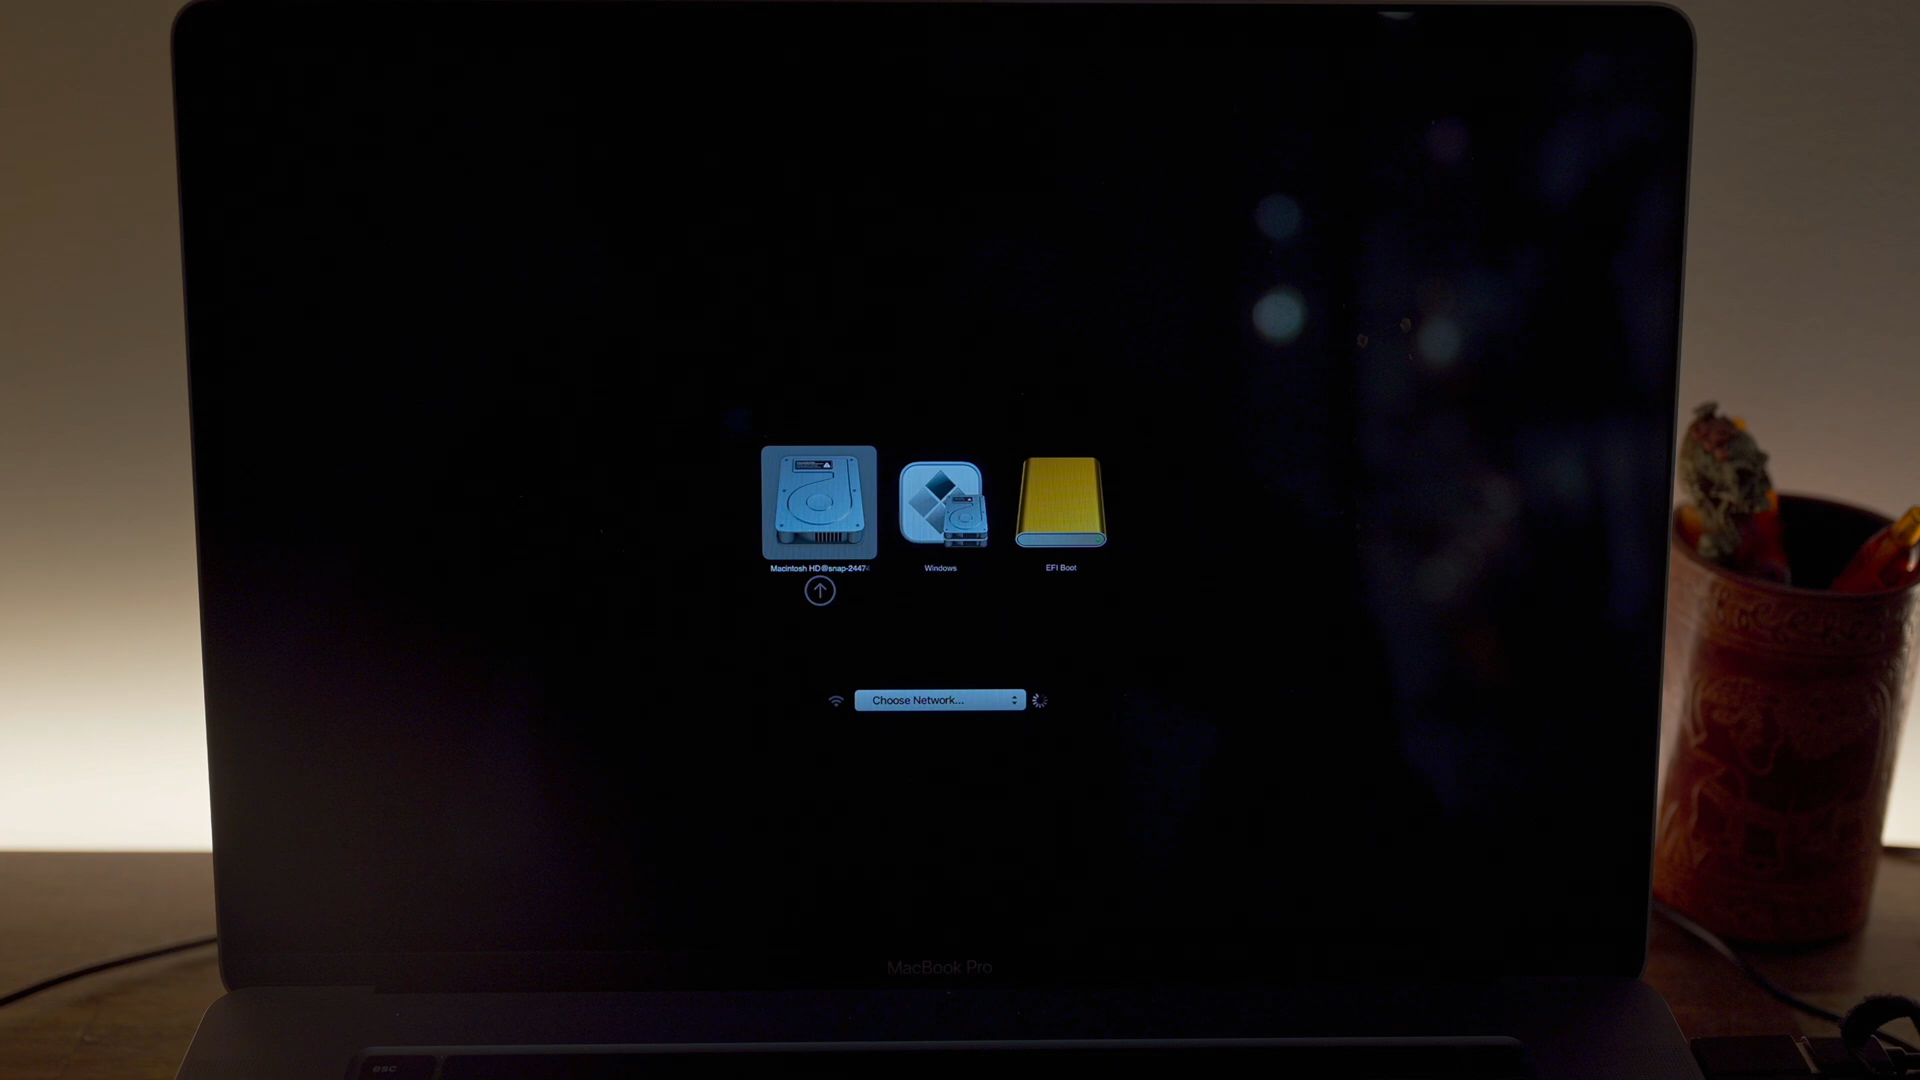 Macintosh HD@snap-2447
Windows
EFI Boot
Choose Network...
MacBook Pro
esc